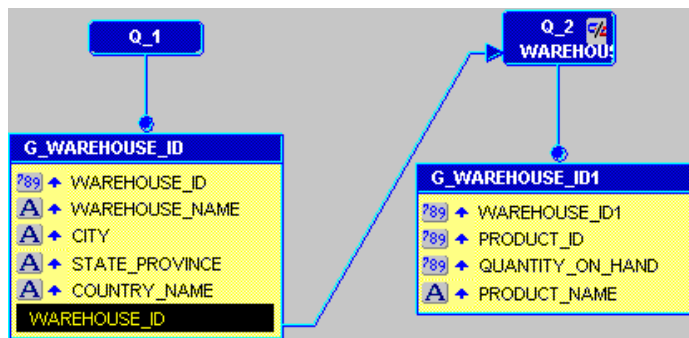 Q_1
Q_2
WAREHOUS
G_WAREHOUSE_ID
789 WAREHOUSE_ID
A WAREHOUSE_NAME
A CITY
A STATE_PROVINCE
A COUNTRY_NAME
WAREHOUSE_ID
G_WAREHOUSE_ID1
789 WAREHOUSE_ID1
789 PRODUCT_ID
789 QUANTITY_ON_HAND
A PRODUCT_NAME